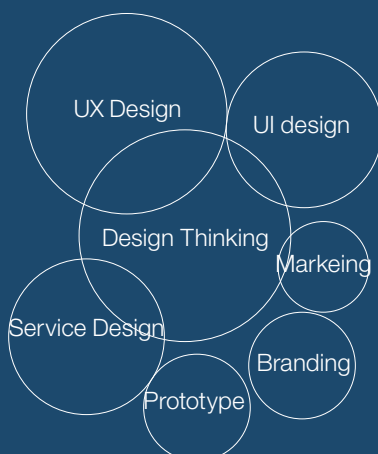 UX Design
UI design
Design Thinking
Markeing
Service Design
Branding
Prototype